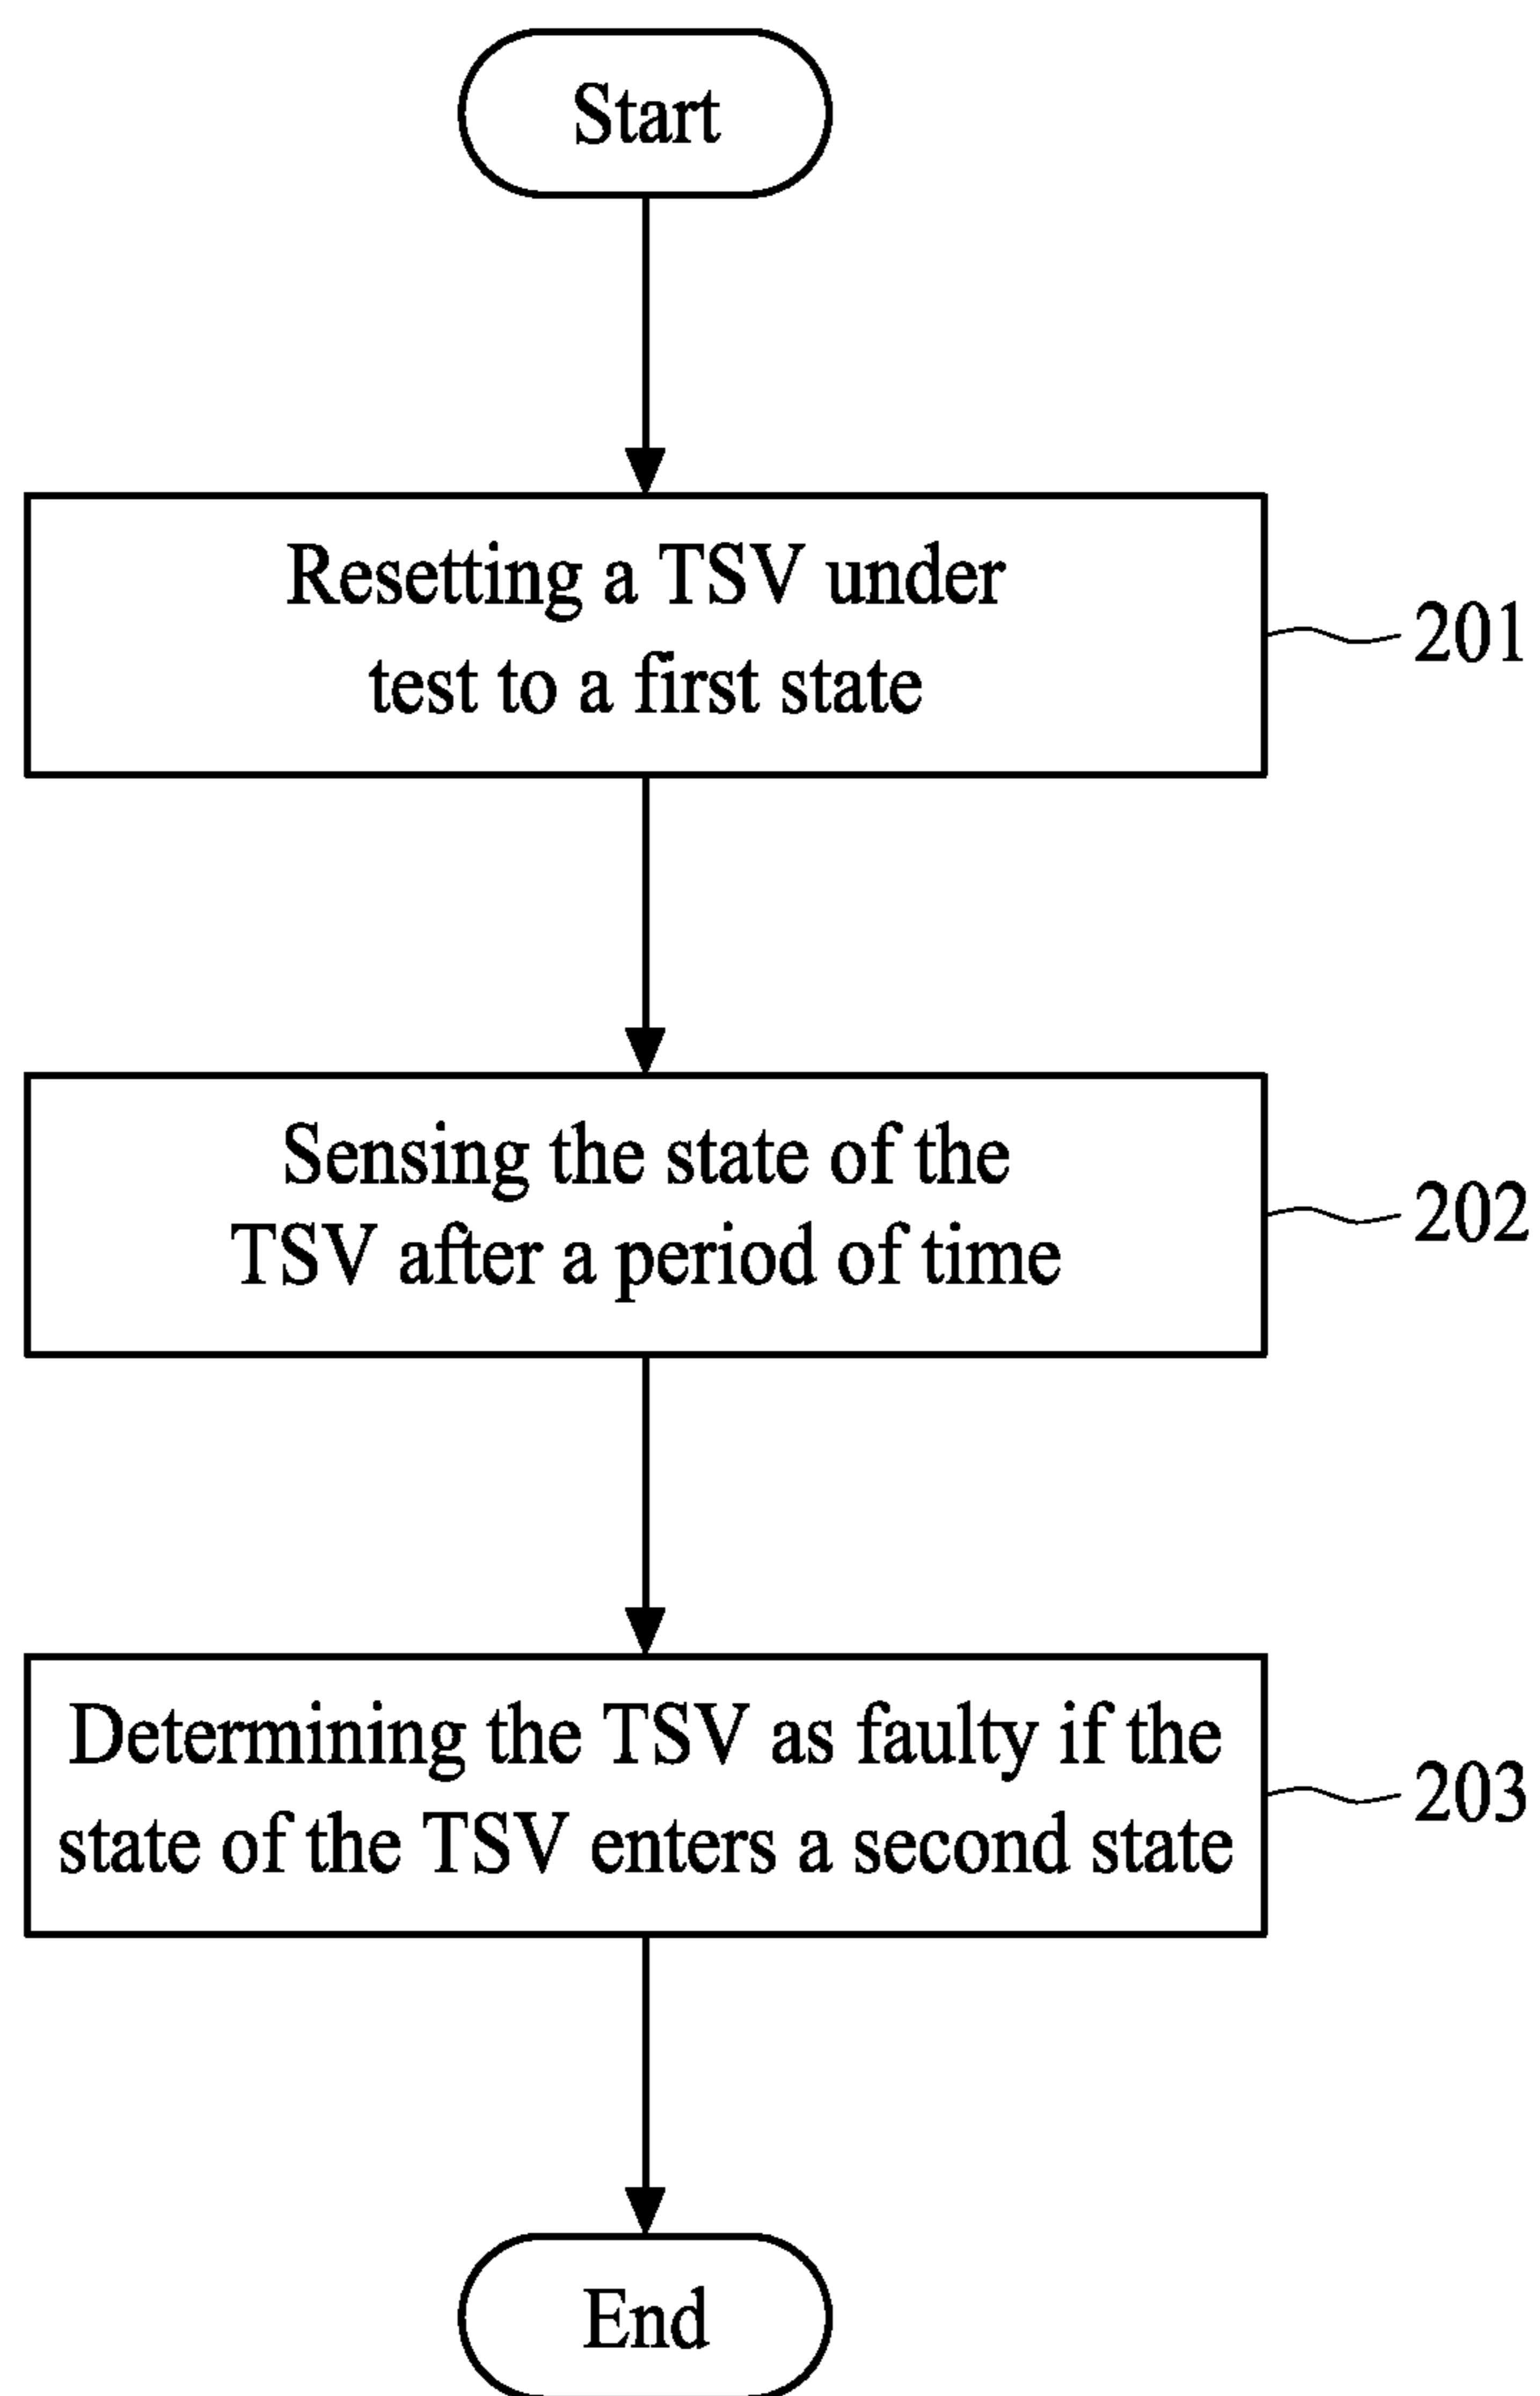 Start
Resetting a TSV under
test to a first state
201
Sensing the state of the
TSV after a period of time
202
Determining the TSV as faulty if the
state of the TSV enters a second state
203
End